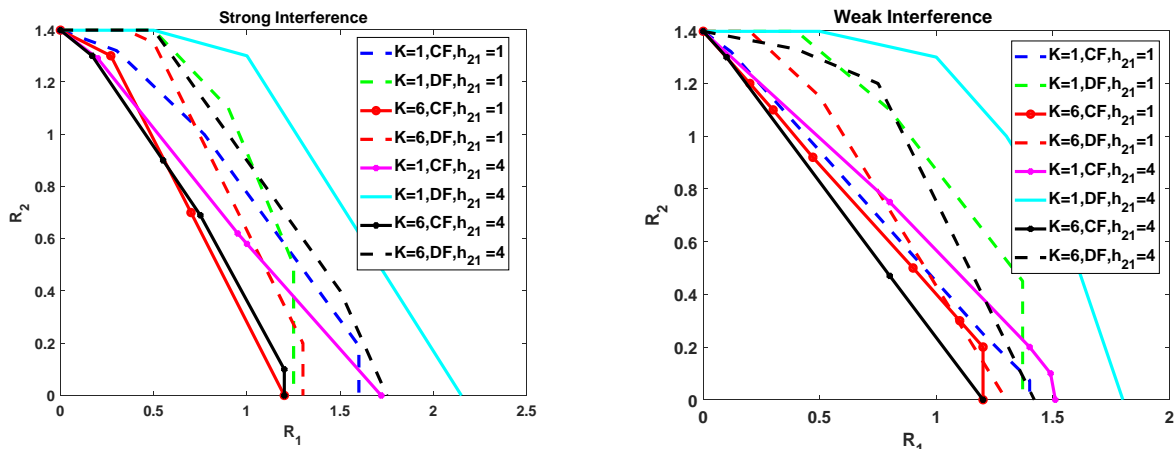 Strong Interference
1.4
1.2
1
0.8
0.6
0.4
0.2
0
R2
0
0.5
1
1.5
2
2.5
R1
K=1,CF,h21=1
K=1,DF,h21=1
K=6,CF,h21=1
K=6,DF,h21=1
K=1,CF,h21=4
K=1,DF,h21=4
K=6,CF,h21=4
K=6,DF,h21=4
Weak Interference
1.4
1.2
1
0.8
0.6
0.4
0.2
0
R2
0
0.5
1
1.5
2
R1
K=1,CF,h21=1
K=1,DF,h21=1
K=6,CF,h21=1
K=6,DF,h21=1
K=1,CF,h21=4
K=1,DF,h21=4
K=6,CF,h21=4
K=6,DF,h21=4